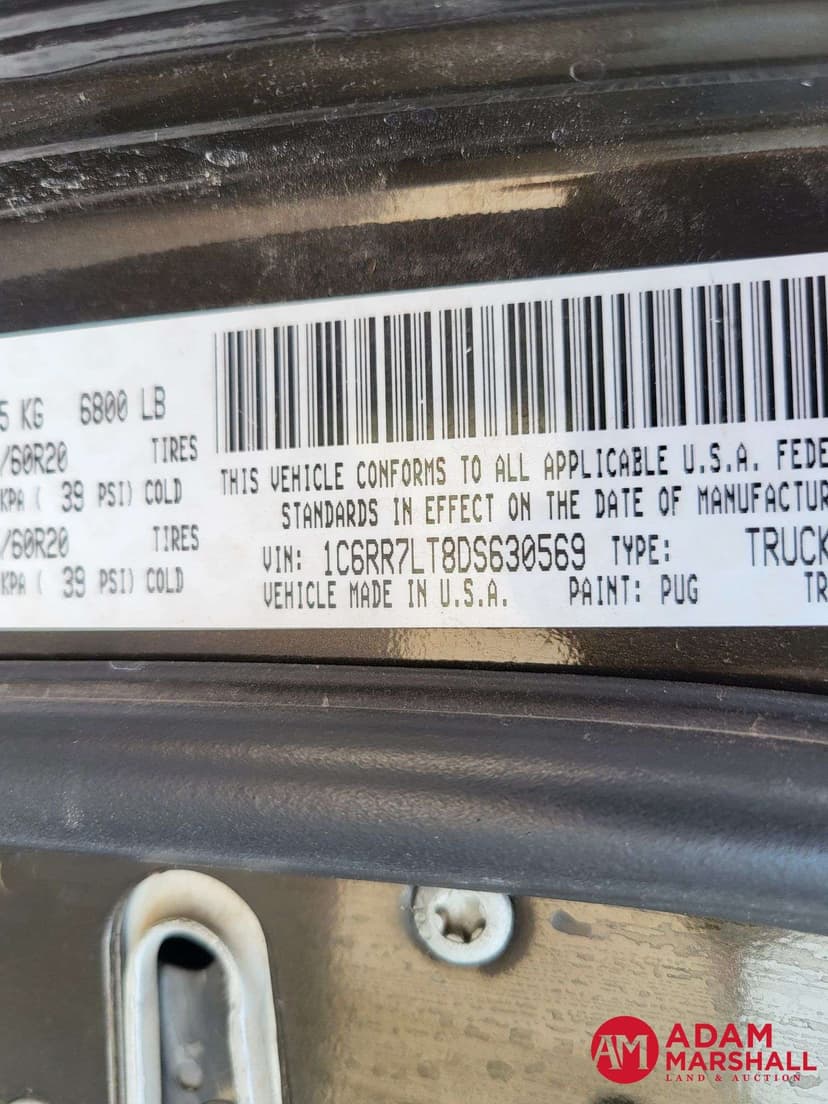 5 KG 6800 LB
/60R20 TIRES
KPA ( 39 PSI) COLD
/60R20 TIRES
KPA ( 39 PSI) COLD
THIS VEHICLE CONFORMS TO ALL APPLICABLE U.S.A. FEDE
STANDARDS IN EFFECT ON THE DATE OF MANUFACTUR
VIN: 1C6RR7LT8DS630569 TYPE: TRUCK
VEHICLE MADE IN U.S.A. PAINT: PUG TR
AM
ADAM
MARSHALL
LAND & AUCTION